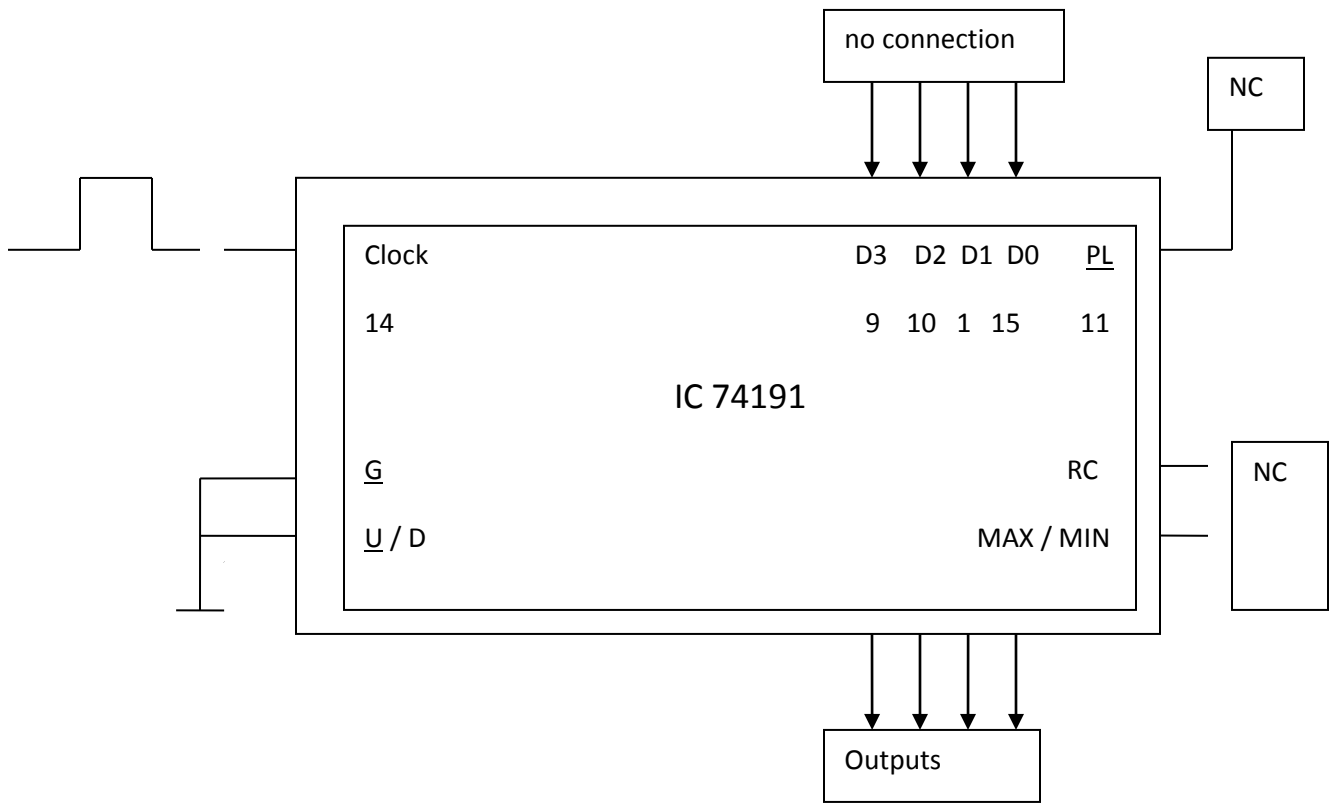 no connection
NC
Clock D3 D2 D1 D0 PL
14 9 10 1 15 11
IC 74191
G RC NC
U / D MAX / MIN
Outputs